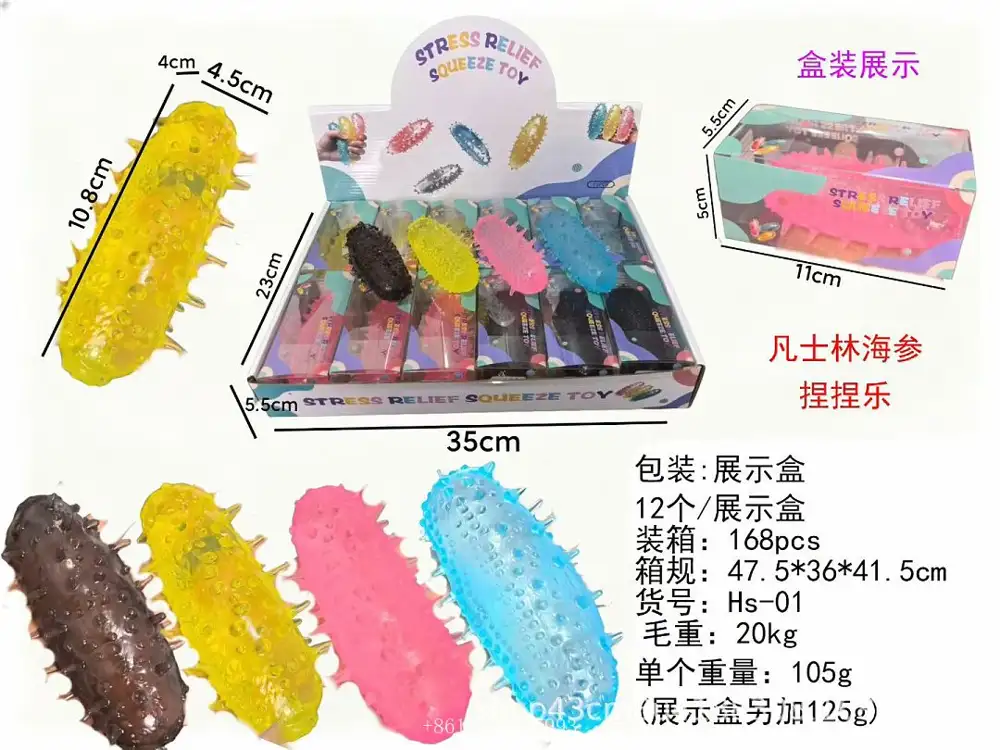 4cm
4.5cm
10.8cm
STRESS RELIEF
SQUEEZE TOY
盒装展示
5.5cm
5cm
STRESS RELIEF
SQUEEZE TOY
11cm
23cm
凡士林海参
捏捏乐
5.5cm
STRESS RELIEF SQUEEZE TOY
35cm
包装:展示盒
12个/展示盒
装箱：168pcs
箱规：47.5*36*41.5cm
货号：Hs-01
毛重：20kg
单个重量：105g
(展示盒另加125g)